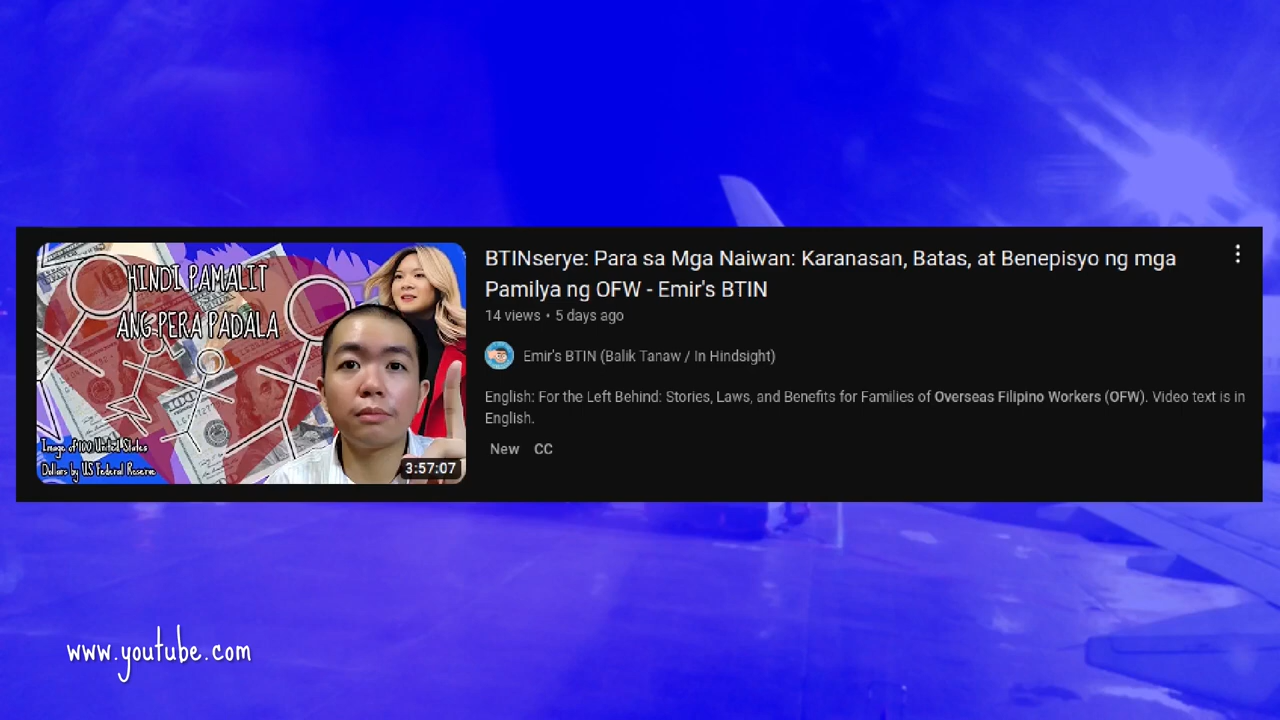 HINDI PAMALIT
ANG PERA PADALA
Image of 100 United States
Dollars by US Federal Reserve
3:57:07
BTINserye: Para sa Mga Naiwan: Karanasan, Batas, at Benepisyo ng mga
Pamilya ng OFW - Emir's BTIN
14 views • 5 days ago
Emir's BTIN (Balik Tanaw / In Hindsight)
English: For the Left Behind: Stories, Laws, and Benefits for Families of Overseas Filipino Workers (OFW). Video text is in
English.
New CC
www.youtube.com